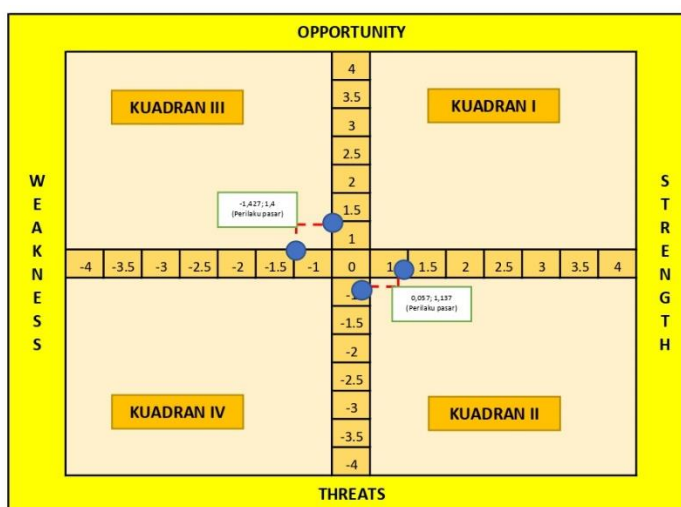 OPPORTUNITY
KUADRAN III
KUADRAN I
4
3.5
3
2.5
2
1.5
1
WEAKNESS
STRENGTH
-1,427; 1,4
(Perilaku pasar)
-4 -3.5 -3 -2.5 -2 -1.5 -1 0 1 1.5 2 2.5 3 3.5 4
0,057; 1,137
(Perilaku pasar)
-1
-1.5
-2
-2.5
-3
-3.5
-4
KUADRAN IV
KUADRAN II
THREATS